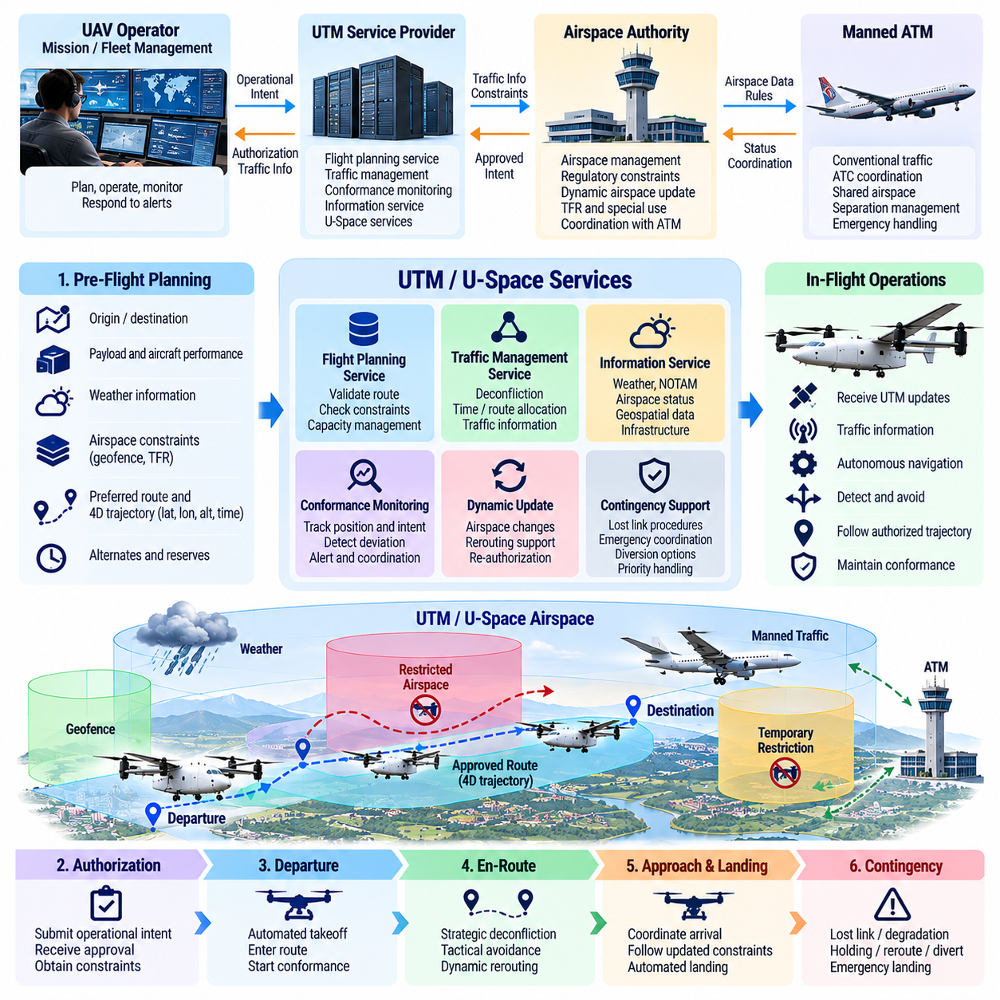 UAV Operator
Mission / Fleet Management
Plan, operate, monitor
Respond to alerts
Operational
Intent
Authorization
Traffic Info
UTM Service Provider
Flight planning service
Traffic management
Conformance monitoring
Information service
U-Space services
Traffic Info
Constraints
Approved
Intent
Airspace Authority
Airspace management
Regulatory constraints
Dynamic airspace update
TFR and special use
Coordination with ATM
Airspace Data
Rules
Status
Coordination
Manned ATM
Conventional traffic
ATC coordination
Shared airspace
Separation management
Emergency handling
1. Pre-Flight Planning
Origin / destination
Payload and aircraft performance
Weather information
Airspace constraints
(geofence, TFR)
Preferred route and
4D trajectory (lat, lon, alt, time)
Alternates and reserves
UTM / U-Space Services
Flight Planning
Service
Validate route
Check constraints
Capacity management
Traffic Management
Service
Deconfliction
Time / route allocation
Traffic information
Information Service
Weather, NOTAM
Airspace status
Geospatial data
Infrastructure
Conformance Monitoring
Track position and intent
Detect deviation
Alert and coordination
Dynamic Update
Airspace changes
Rerouting support
Re-authorization
Contingency Support
Lost link procedures
Emergency coordination
Diversion options
Priority handling
In-Flight Operations
Receive UTM updates
Traffic information
Autonomous navigation
Detect and avoid
Follow authorized trajectory
Maintain conformance
UTM / U-Space Airspace
Weather
Manned Traffic
Restricted
Airspace
ATM
Geofence
Destination
Temporary
Restriction
Approved Route
(4D trajectory)
Departure
2. Authorization
Submit operational intent
Receive approval
Obtain constraints
3. Departure
Automated takeoff
Enter route
Start conformance
4. En-Route
Strategic deconfliction
Tactical avoidance
Dynamic rerouting
5. Approach & Landing
Coordinate arrival
Follow updated constraints
Automated landing
6. Contingency
Lost link / degradation
Holding / reroute / divert
Emergency landing